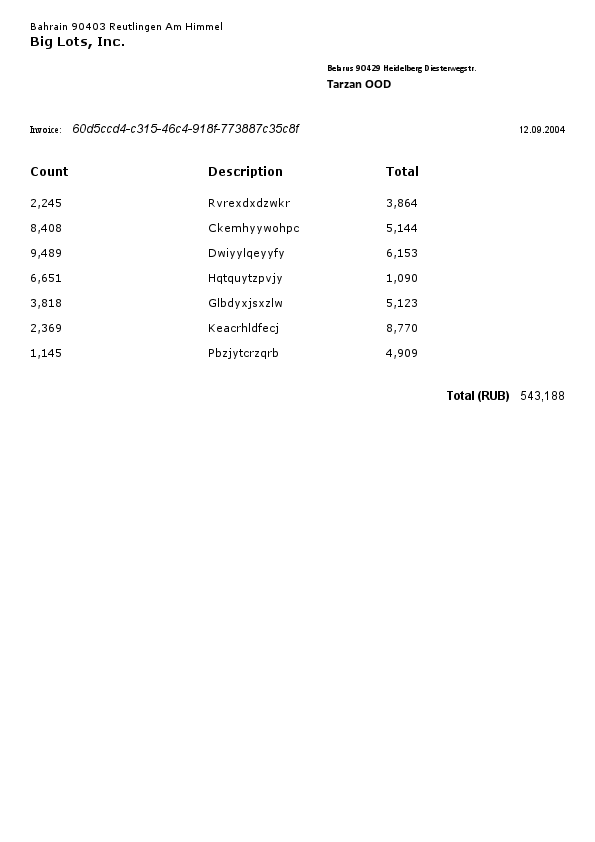 Bahrain 90403 Reutlingen Am Himmel
Big Lots, Inc.
Belarus 90429 Heidelberg Diesterwegstr.
Tarzan OOD
Invoice: 60d5ccd4-c315-46c4-918f-773887c35c8f 12.09.2004
Count Description Total
2,245 Rvrexdxdzwkr 3,864
8,408 Ckemhyywohpc 5,144
9,489 Dwiyylqeyyfy 6,153
6,651 Hqtquytzpvjy 1,090
3,818 Glbdyxjsxzlw 5,123
2,369 Keacrhldfecj 8,770
1,145 Pbzjytcrzqrb 4,909
Total (RUB) 543,188